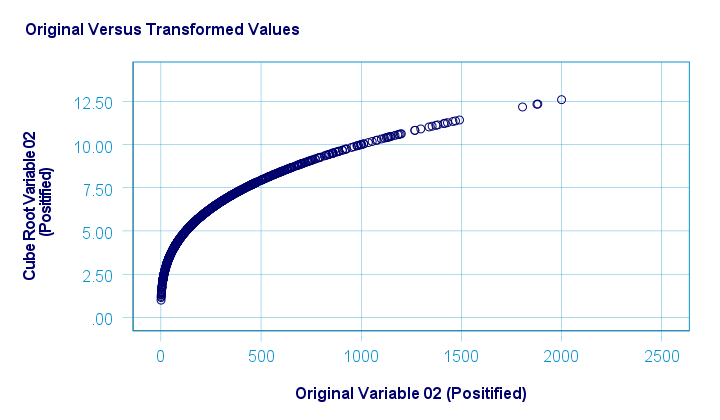 Original Versus Transformed Values
Cube Root Variable 02
(Positified)
12.50
10.00
7.50
5.00
2.50
.00
0 500 1000 1500 2000 2500
Original Variable 02 (Positified)